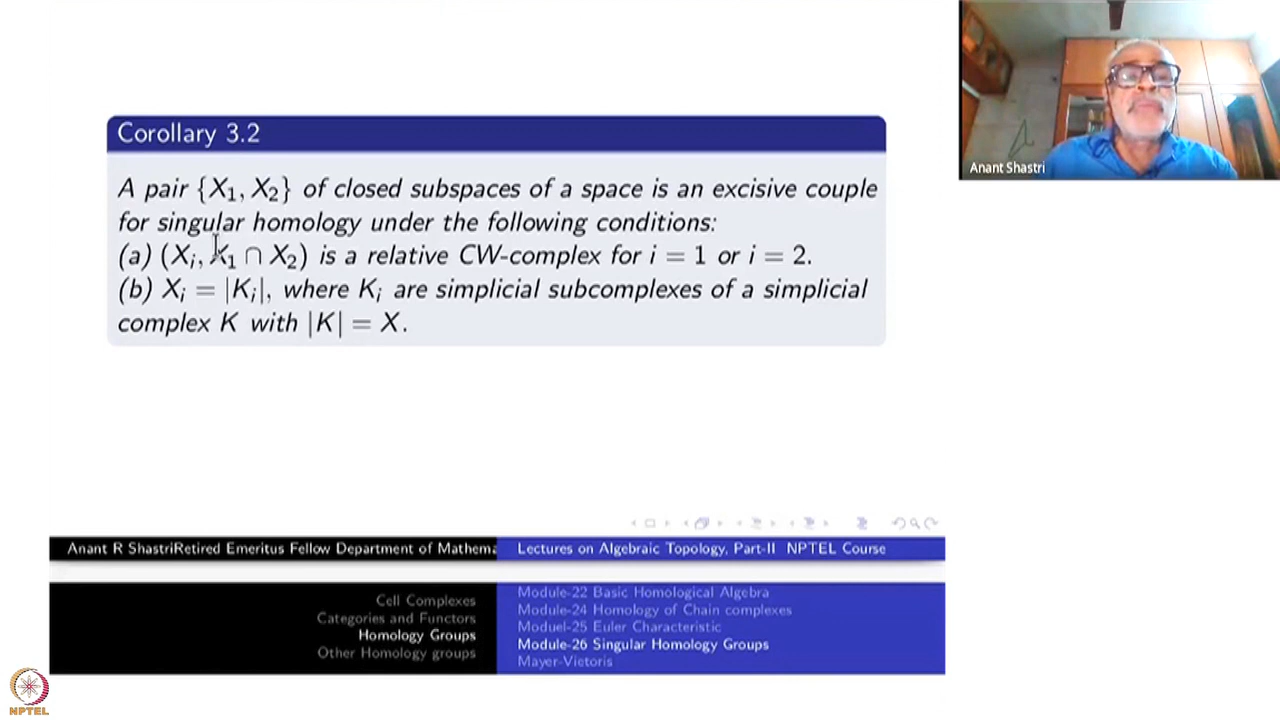 Corollary 3.2
A pair {X₁, X₂} of closed subspaces of a space is an excisive couple
for singular homology under the following conditions:
(a) (Xᵢ, X₁ ∩ X₂) is a relative CW-complex for i = 1 or i = 2.
(b) Xᵢ = |Kᵢ|, where Kᵢ are simplicial subcomplexes of a simplicial
complex K with |K| = X.
Anant Shastri
Anant R ShastriRetired Emeritus Fellow Department of Mathema
Lectures on Algebraic Topology, Part-II NPTEL Course
Cell Complexes
Categories and Functors
Homology Groups
Other Homology groups
Module-22 Basic Homological Algebra
Module-24 Homology of Chain complexes
Moduel-25 Euler Characteristic
Module-26 Singular Homology Groups
Mayer-Vietoris
NPTEL